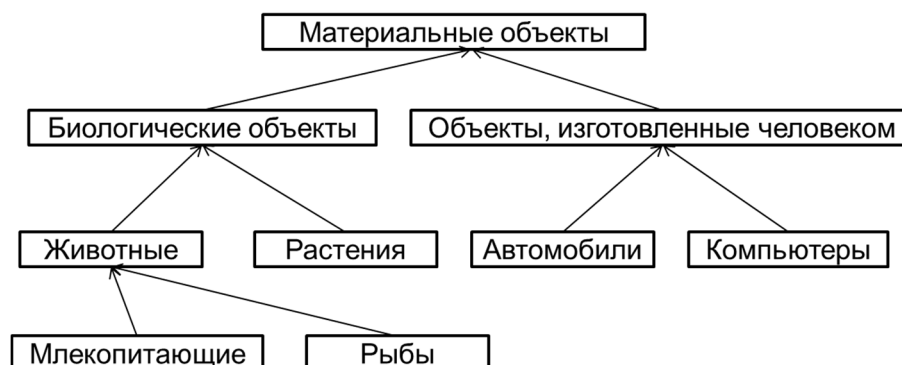 Материальные объекты
Биологические объекты
Объекты, изготовленные человеком
Животные
Растения
Автомобили
Компьютеры
Млекопитающие
Рыбы